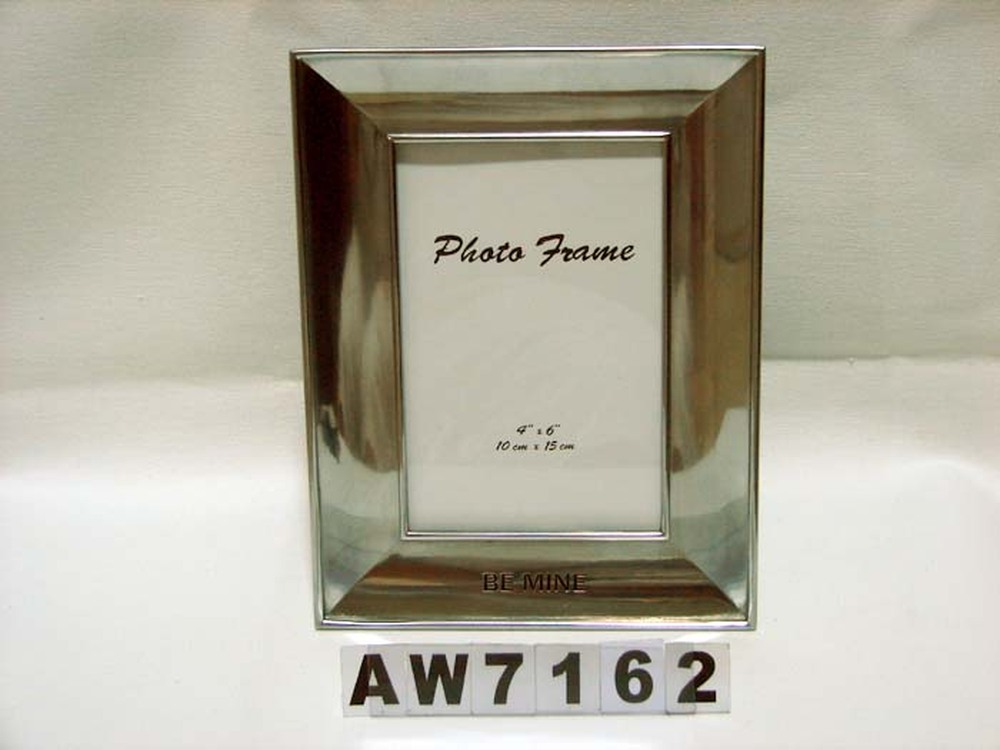 Photo Frame
4" x 6"
10 cm x 15 cm
BE MINE
AW7162